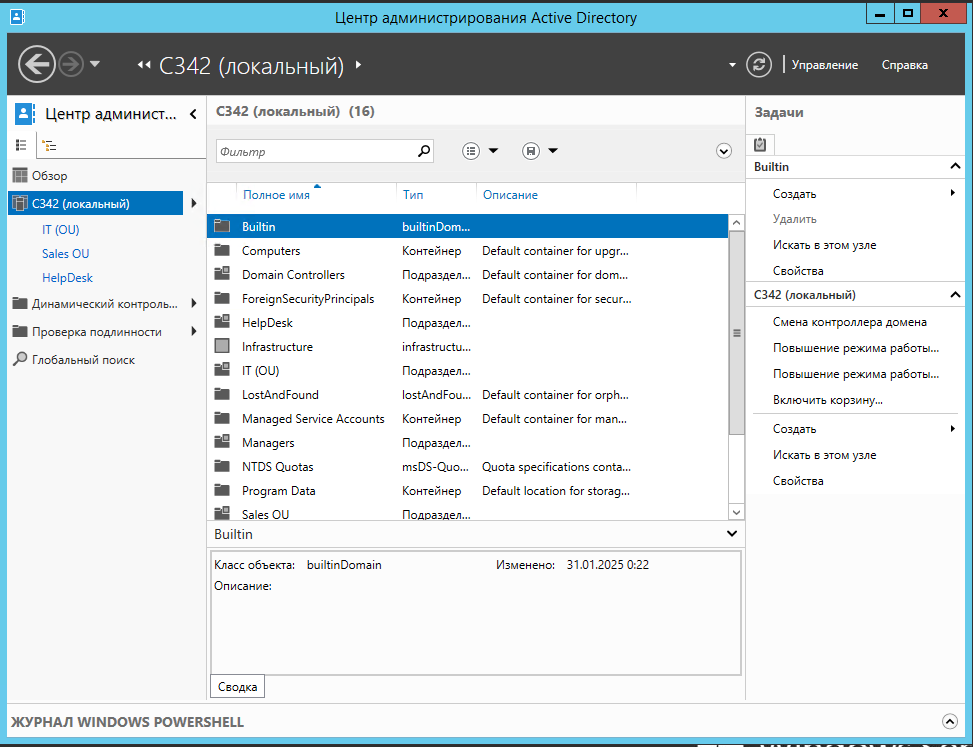 Центр администрирования Active Directory
C342 (локальный)
Управление
Справка
Центр админист...
Обзор
C342 (локальный)
IT (OU)
Sales OU
HelpDesk
Динамический контроль...
Проверка подлинности
Глобальный поиск
C342 (локальный) (16)
Фильтр
Полное имя Тип Описание
Builtin builtinDom...
Computers Контейнер Default container for upgr...
Domain Controllers Подраздел... Default container for dom...
ForeignSecurityPrincipals Контейнер Default container for secur...
HelpDesk Подраздел...
Infrastructure infrastructu...
IT (OU) Подраздел...
LostAndFound lostAndFou... Default container for orph...
Managed Service Accounts Контейнер Default container for man...
Managers Подраздел...
NTDS Quotas msDS-Quo... Quota specifications conta...
Program Data Контейнер Default location for storag...
Sales OU Подраздел...
Builtin
Класс объекта: builtinDomain Изменено: 31.01.2025 0:22
Описание:
Сводка
Задачи
Builtin
Создать
Удалить
Искать в этом узле
Свойства
C342 (локальный)
Смена контроллера домена
Повышение режима работы...
Повышение режима работы...
Включить корзину...
Создать
Искать в этом узле
Свойства
ЖУРНАЛ WINDOWS POWERSHELL